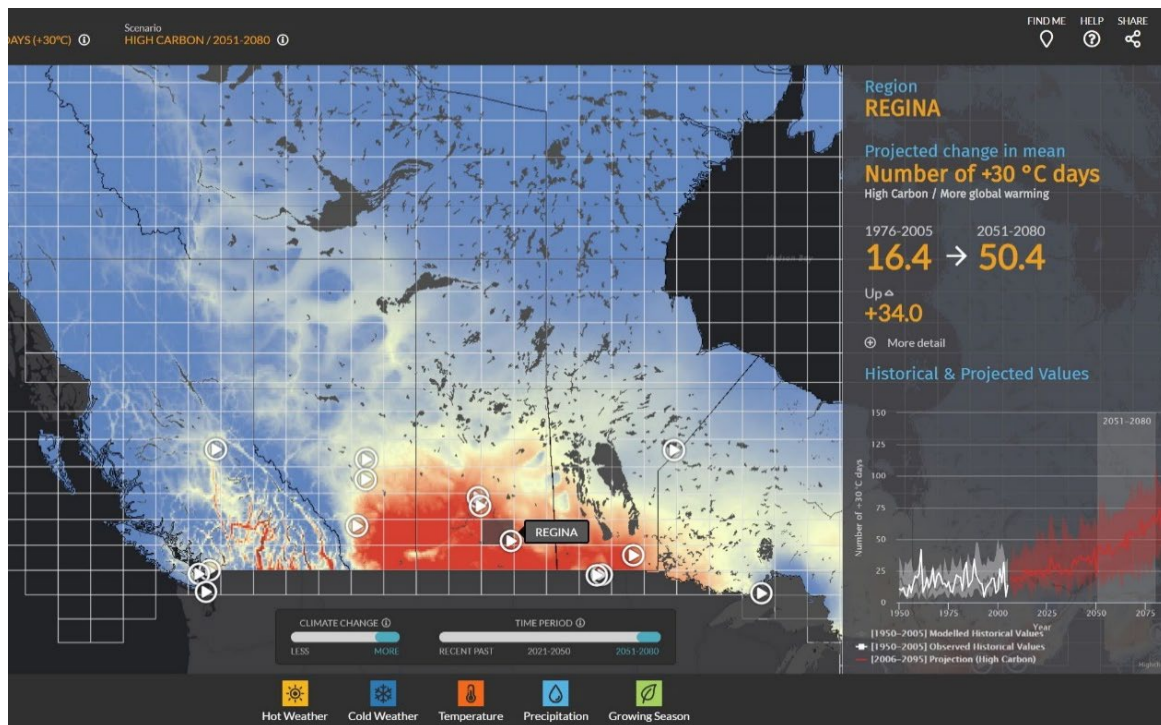 Scenario
DAYS (+30°C)
HIGH CARBON / 2051-2080
FIND ME
HELP
SHARE
Region
REGINA
Projected change in mean
Number of +30 °C days
High Carbon / More global warming
1976-2005
2051-2080
16.4 → 50.4
Up
+34.0
More detail
Historical & Projected Values
Hudson Bay
REGINA
150
2051-2080
125
100
75
50
25
0
Number of +30 °C days
1950
1975
2000
2025
2050
2075
Year
[1950-2005] Modelled Historical Values
[1950-2005] Observed Historical Values
[2006-2095] Projection (High Carbon)
CLIMATE CHANGE
LESS
MORE
TIME PERIOD
RECENT PAST
2021-2050
2051-2080
Hot Weather
Cold Weather
Temperature
Precipitation
Growing Season